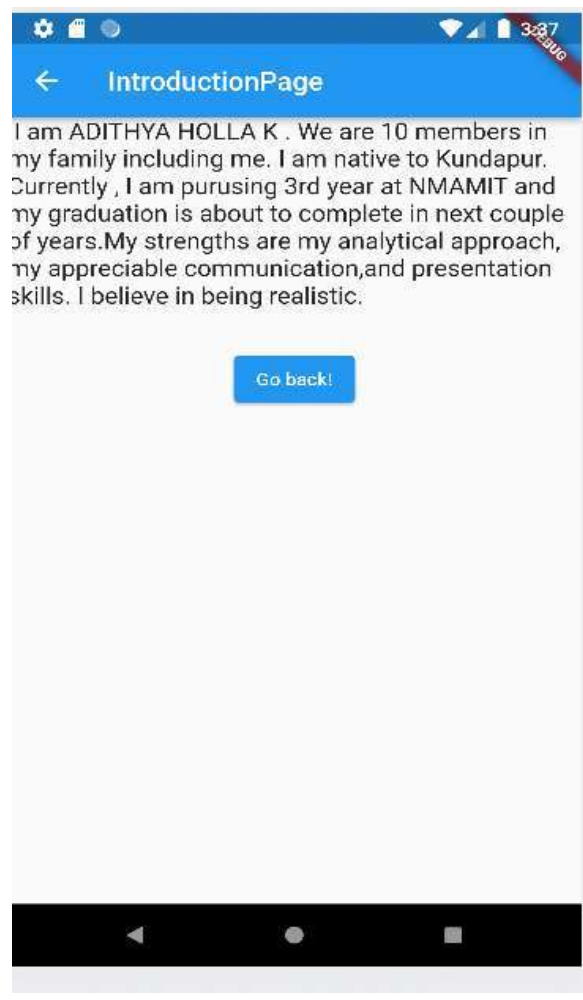 3:37
DEBUG
IntroductionPage
I am ADITHYA HOLLA K . We are 10 members in
my family including me. I am native to Kundapur.
Currently , I am purusing 3rd year at NMAMIT and
my graduation is about to complete in next couple
of years.My strengths are my analytical approach,
my appreciable communication,and presentation
skills. I believe in being realistic.
Go back!